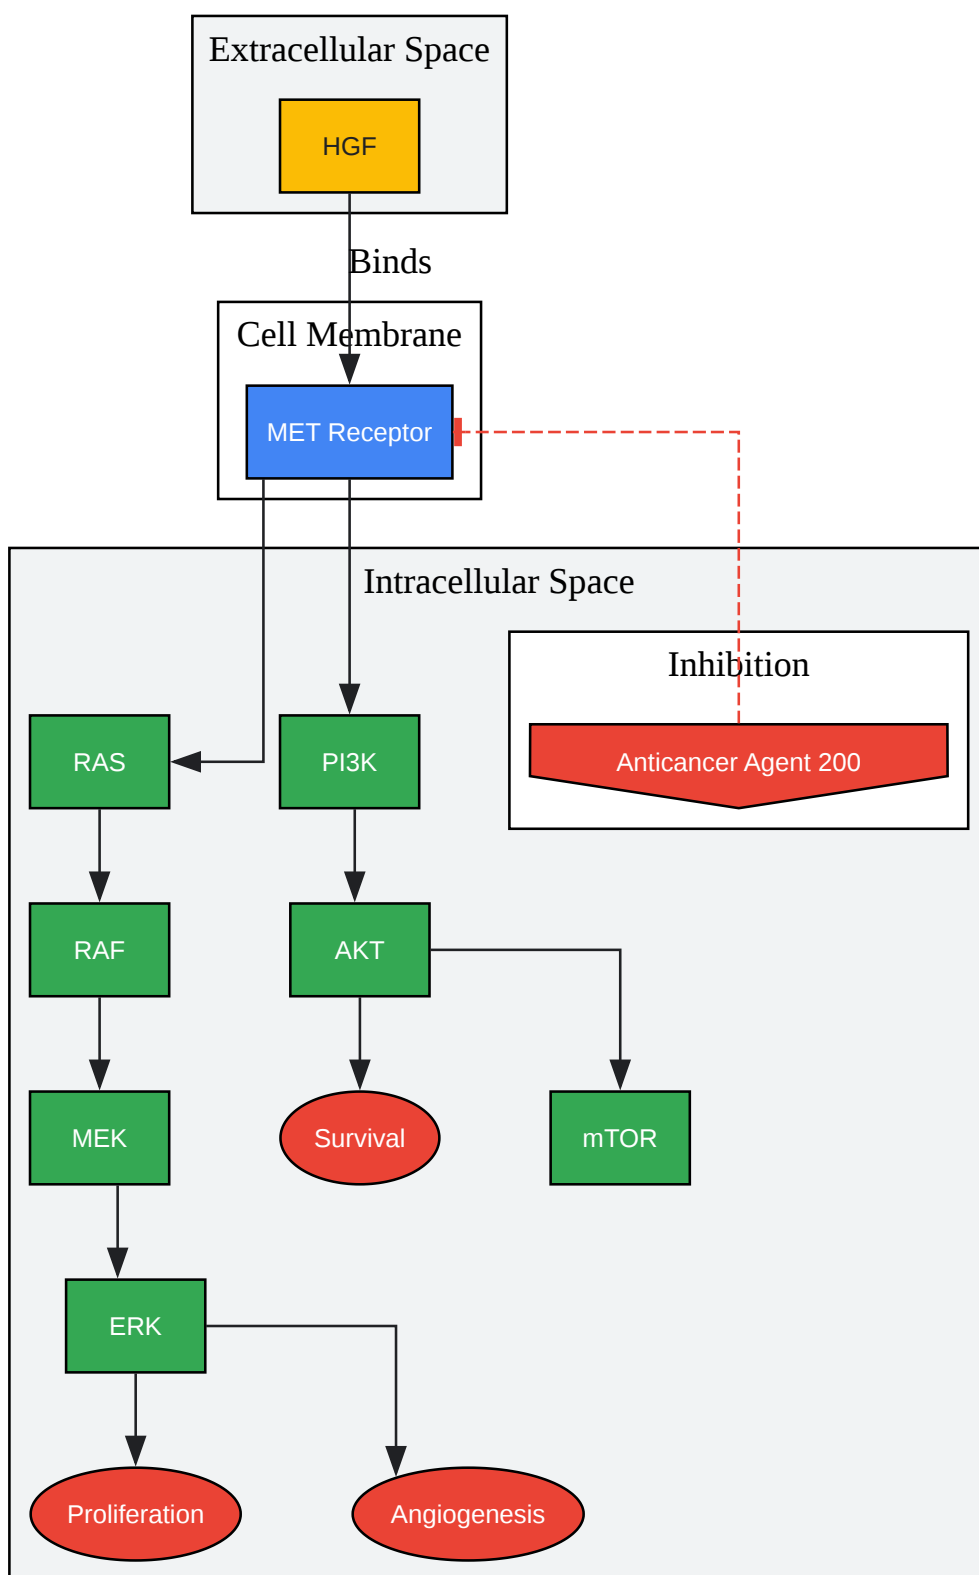 Extracellular Space
HGF
Binds
Cell Membrane
MET Receptor
Intracellular Space
Inhibition
RAS
PI3K
Anticancer Agent 200
RAF
AKT
MEK
Survival
mTOR
ERK
Proliferation
Angiogenesis